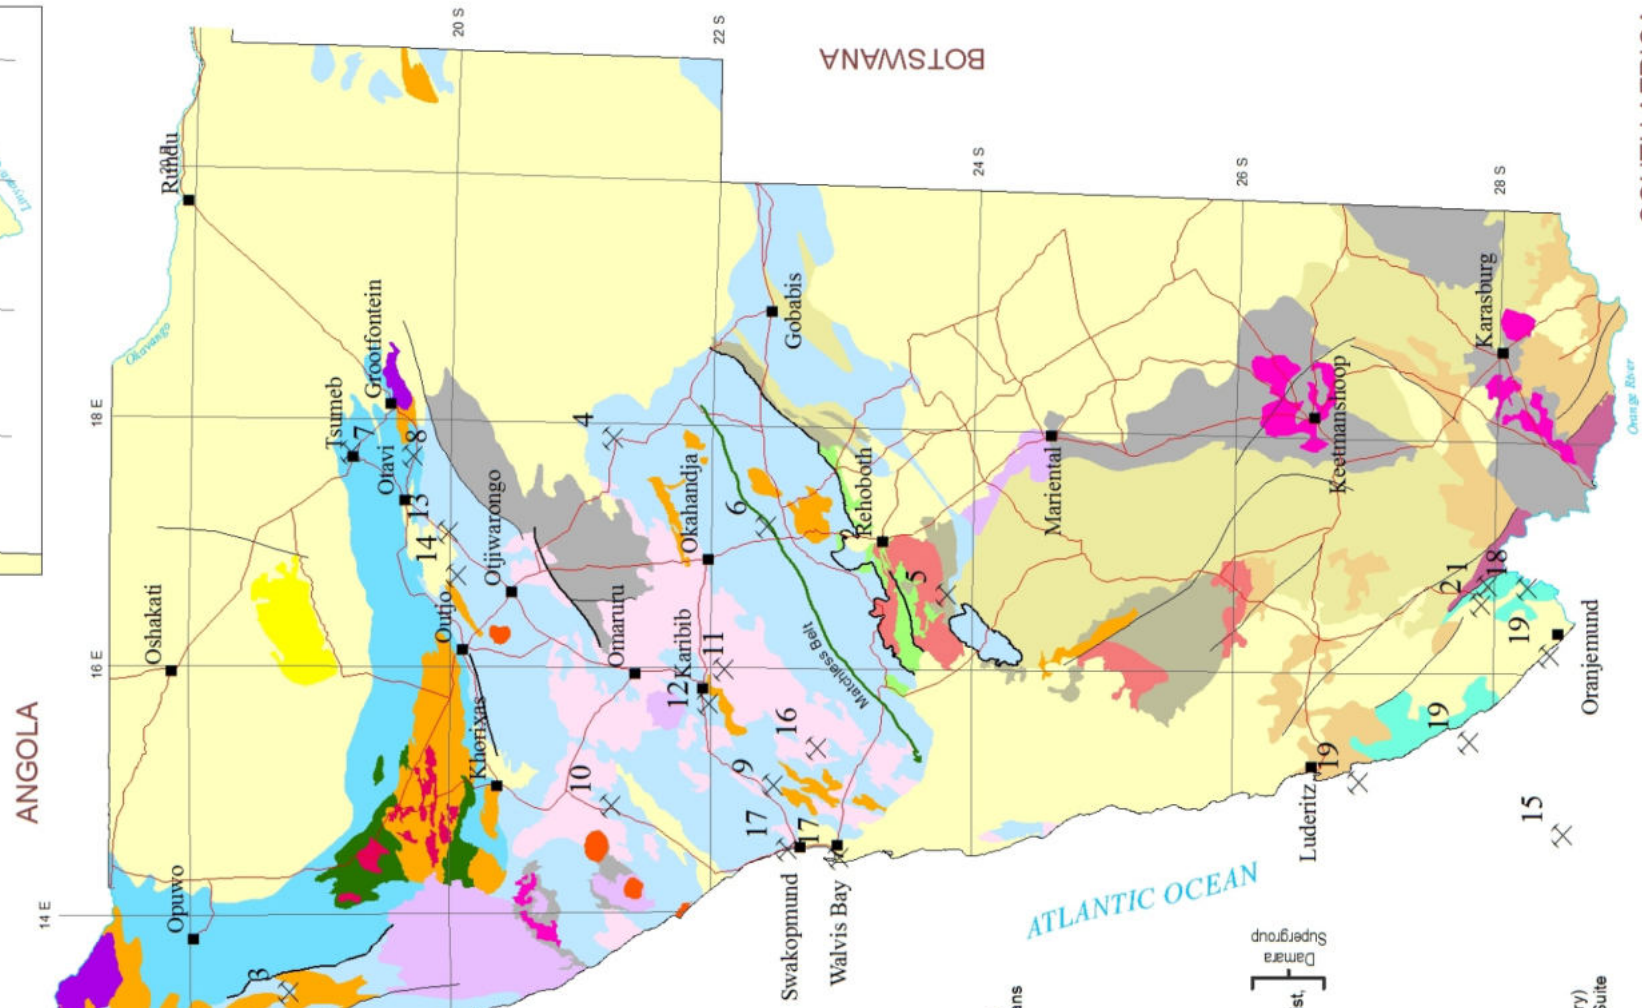 ANGOLA
BOTSWANA
ATLANTIC OCEAN
14 E
16 E
18 E
20 S
22 S
24 S
26 S
28 S
Okavango
Rundu
Oshakati
Opuwo
Tsumeb
7
Grootfontein
Otavi
8
13
14
Otjiwarongo
Outjo
Khorixas
3
4
Okahandja
6
Omaruru
Karibib
11
12
10
16
9
17
17
Swakopmund
Walvis Bay
Matchless Belt
Gobabis
Rehoboth
5
Mariental
Keetmanshoop
Karasburg
Luderitz
19
19
15
21
18
19
Oranjemund
Orange River
Damara
Supergroup